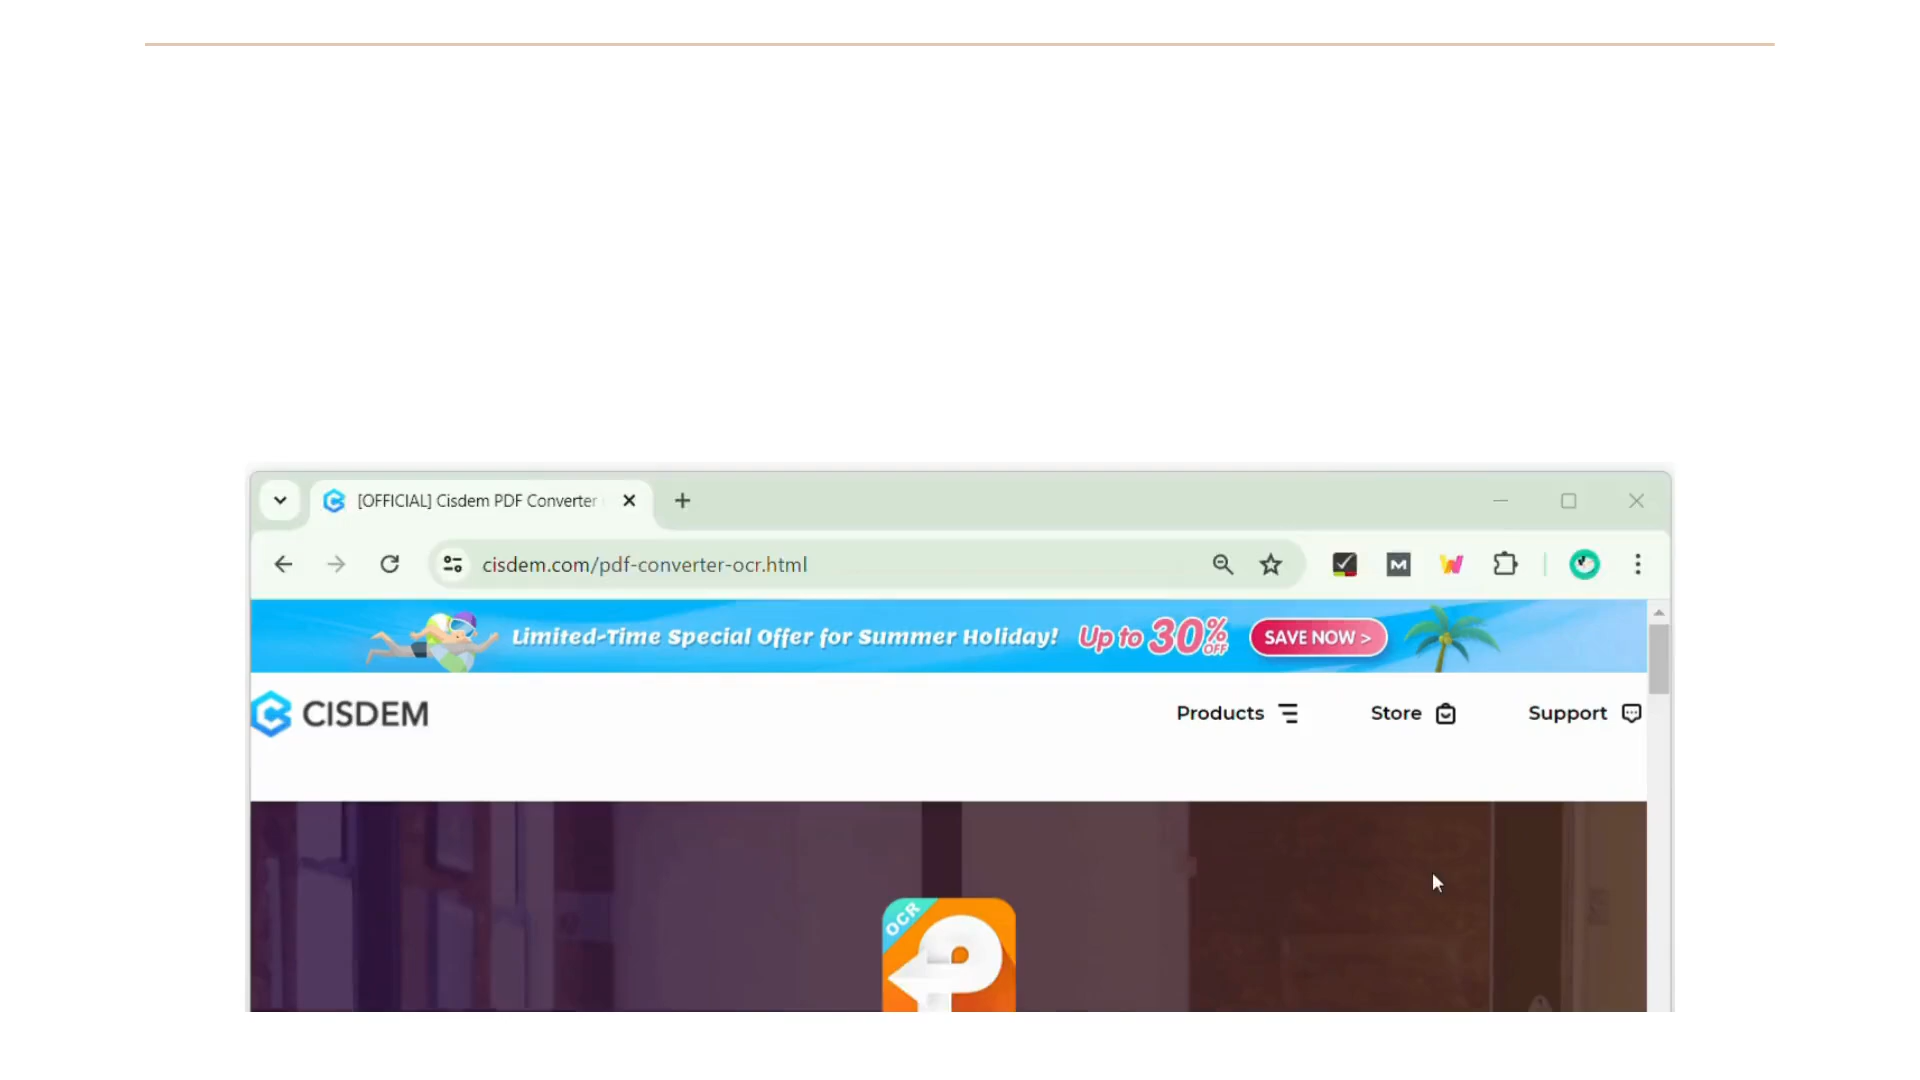 [OFFICIAL] Cisdem PDF Converter
cisdem.com/pdf-converter-ocr.html
Limited-Time Special Offer for Summer Holiday! Up to 30% OFF SAVE NOW >
CISDEM
Products Store Support
OCR